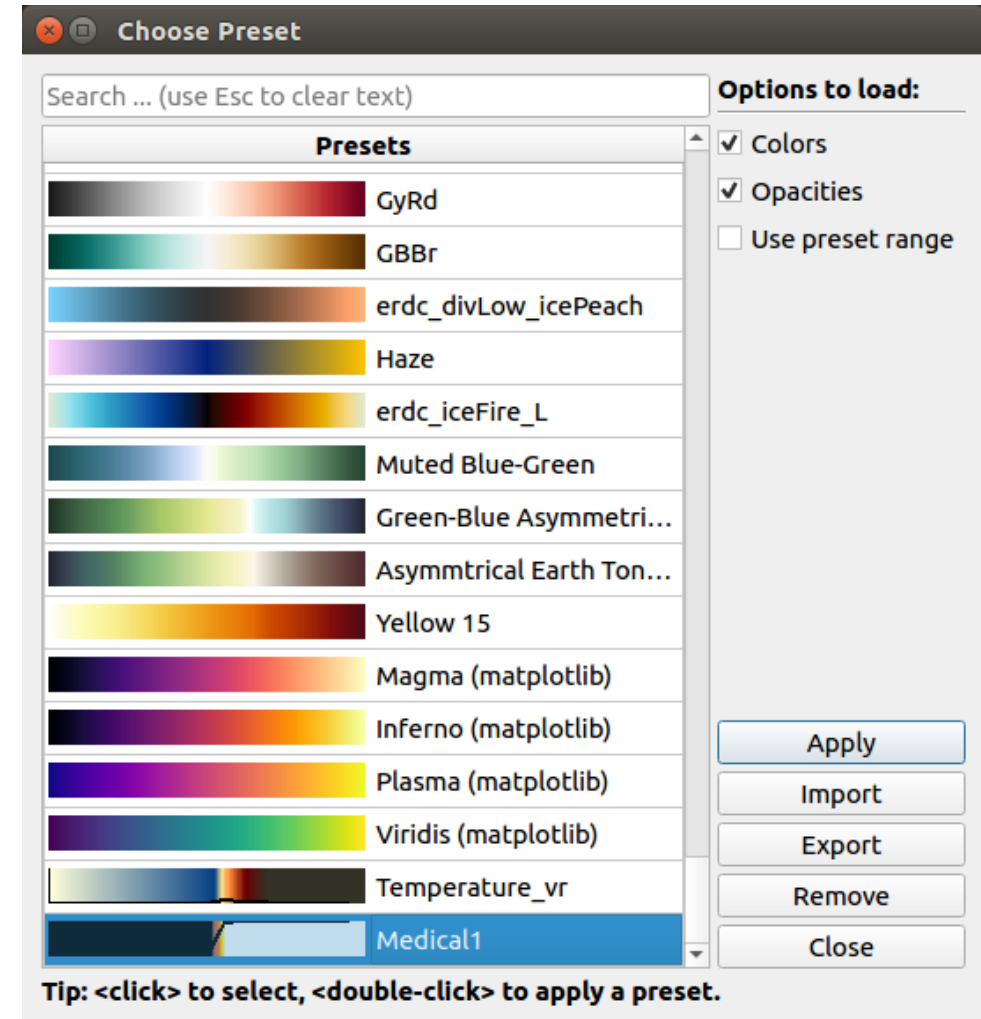 Choose Preset
Search ... (use Esc to clear text)
Options to load:
Presets
Colors
Opacities
Use preset range
GyRd
GBBr
erdc_divLow_icePeach
Haze
erdc_iceFire_L
Muted Blue-Green
Green-Blue Asymmetri...
Asymmtrical Earth Ton...
Yellow 15
Magma (matplotlib)
Inferno (matplotlib)
Plasma (matplotlib)
Viridis (matplotlib)
Temperature_vr
Medical1
Apply
Import
Export
Remove
Close
Tip: <click> to select, <double-click> to apply a preset.